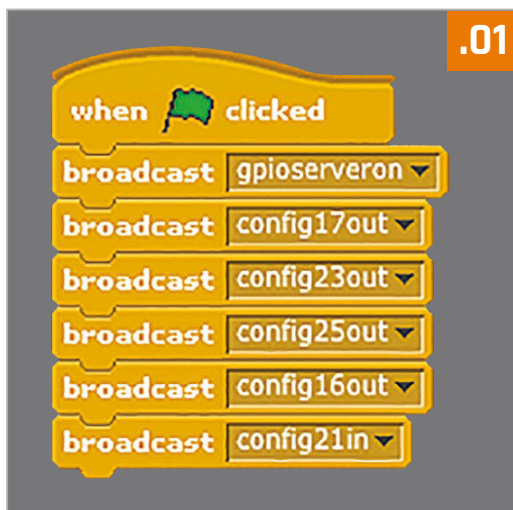 .01
when clicked
broadcast gpioserveron
broadcast config17out
broadcast config23out
broadcast config25out
broadcast config16out
broadcast config21in